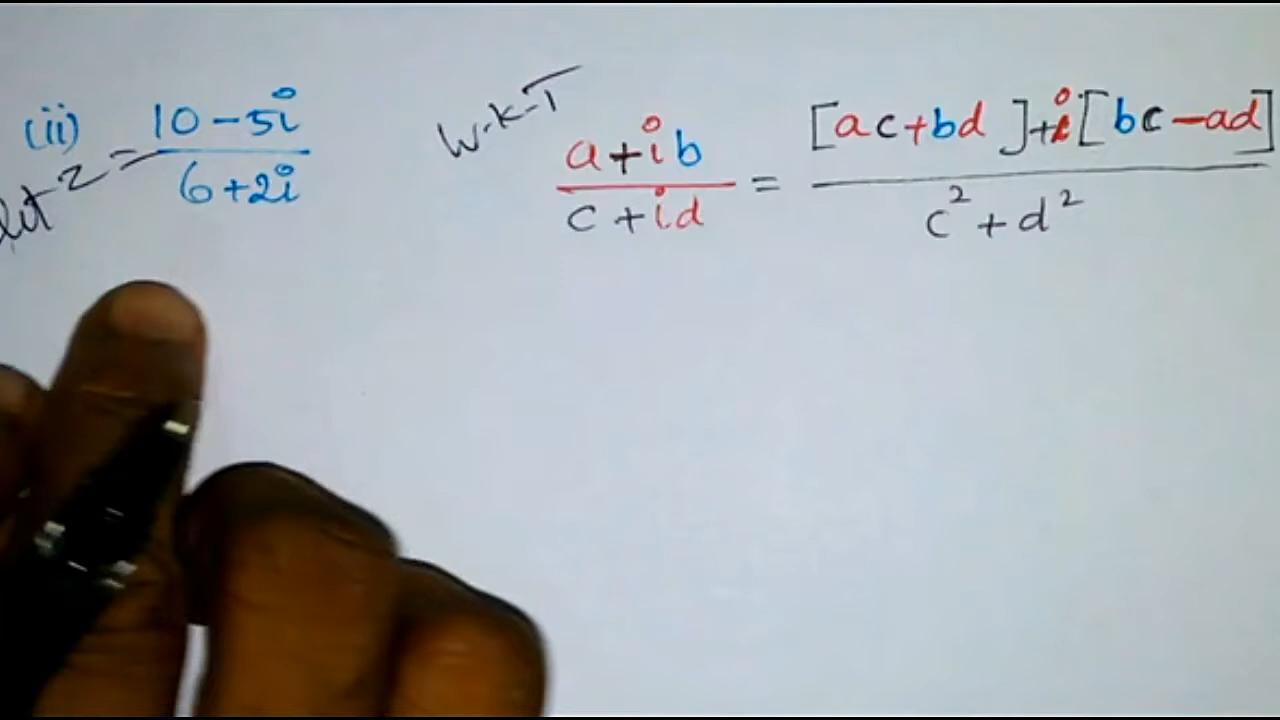 (ii) let z = (10 - 5i)/(6 + 2i)
W.K.T (a + ib)/(c + id) = ([ac + bd] + i[bc - ad])/(c² + d²)